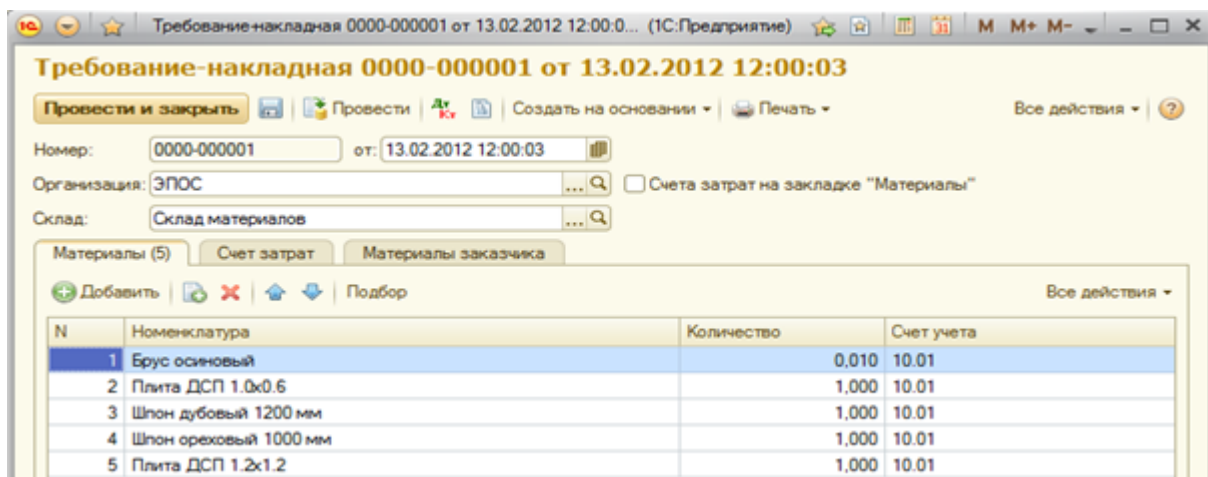 1С Требование-накладная 0000-000001 от 13.02.2012 12:00:0... (1С:Предприятие) 31 M M+ M-
Требование-накладная 0000-000001 от 13.02.2012 12:00:03
Провести и закрыть Провести Дт Кт Создать на основании Печать Все действия ?
Номер: 0000-000001 от: 13.02.2012 12:00:03
Организация: ЭПОС ... Счета затрат на закладке "Материалы"
Склад: Склад материалов ...
Материалы (5) Счет затрат Материалы заказчика
Добавить Подбор Все действия
N Номенклатура Количество Счет учета
1 Брус осиновый 0,010 10.01
2 Плита ДСП 1.0x0.6 1,000 10.01
3 Шпон дубовый 1200 мм 1,000 10.01
4 Шпон ореховый 1000 мм 1,000 10.01
5 Плита ДСП 1.2x1.2 1,000 10.01